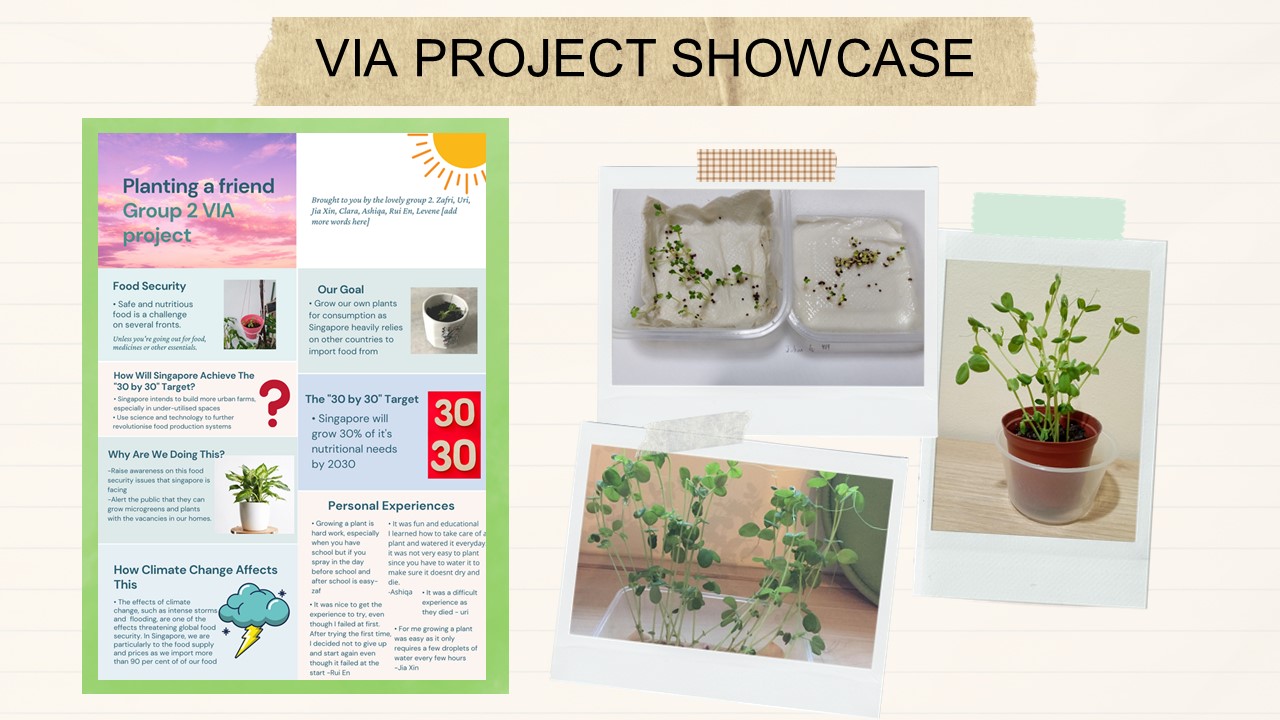 VIA PROJECT SHOWCASE
Planting a friend
Group 2 VIA
project
Brought to you by the lovely group 2. Zafri, Uri,
Jia Xin, Clara, Ashiqa, Rui En, Levene [add
more words here]
Food Security
• Safe and nutritious
food is a challenge
on several fronts.
Unless you're going out for food,
medicines or other essentials.
Our Goal
• Grow our own plants
for consumption as
Singapore heavily relies
on other countries to
import food from
How Will Singapore Achieve The
"30 by 30" Target?
• Singapore intends to build more urban farms,
especially in under-utilised spaces
• Use science and technology to further
revolutionise food production systems
The "30 by 30" Target
• Singapore will
grow 30% of it's
nutritional needs
by 2030
30
30
Why Are We Doing This?
-Raise awareness on this food
security issues that singapore is
facing
-Alert the public that they can
grow microgreens and plants
with the vacancies in our homes.
How Climate Change Affects
This
• The effects of climate
change, such as intense storms
and flooding, are one of the
effects threatening global food
security. In Singapore, we are
particularly to the food supply
and prices as we import more
than 90 per cent of of our food
Personal Experiences
• Growing a plant is
hard work, especially
when you have
school but if you
spray in the day
before school and
after school is easy-
zaf
• It was nice to get the
experience to try, even
though I failed at first.
After trying the first time,
I decided not to give up
and start again even
though it failed at the
start -Rui En
• It was fun and educational
I learned how to take care of a
plant and watered it everyday
it was not very easy to plant
since you have to water it to
make sure it doesnt dry and
die.
-Ashiqa
• It was a difficult
experience as
they died - uri
• For me growing a plant
was easy as it only
requires a few droplets of
water every few hours
-Jia Xin